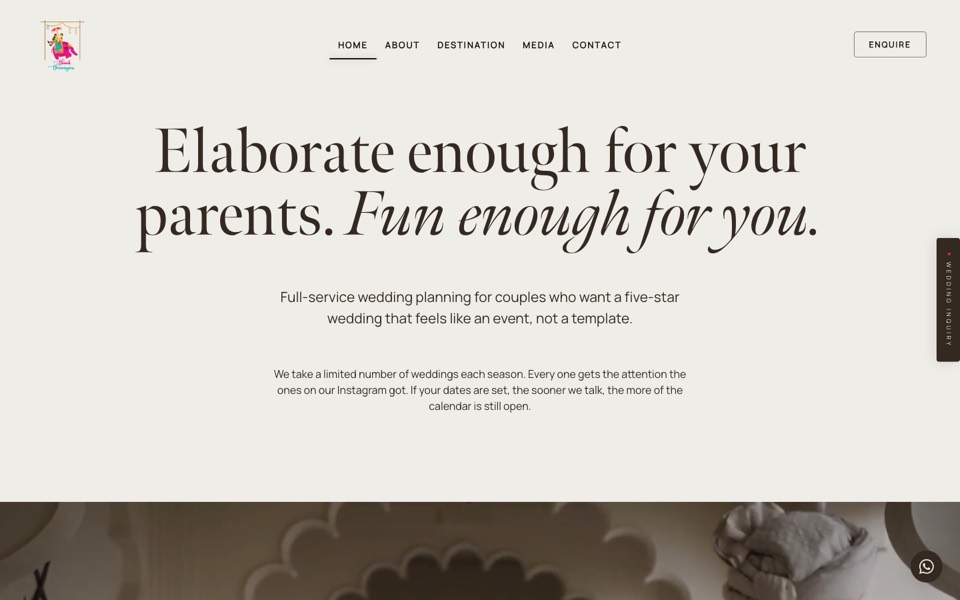 HOME ABOUT DESTINATION MEDIA CONTACT
ENQUIRE
Elaborate enough for your
parents. Fun enough for you.
Full-service wedding planning for couples who want a five-star
wedding that feels like an event, not a template.
We take a limited number of weddings each season. Every one gets the attention the
ones on our Instagram got. If your dates are set, the sooner we talk, the more of the
calendar is still open.
WEDDING INQUIRY